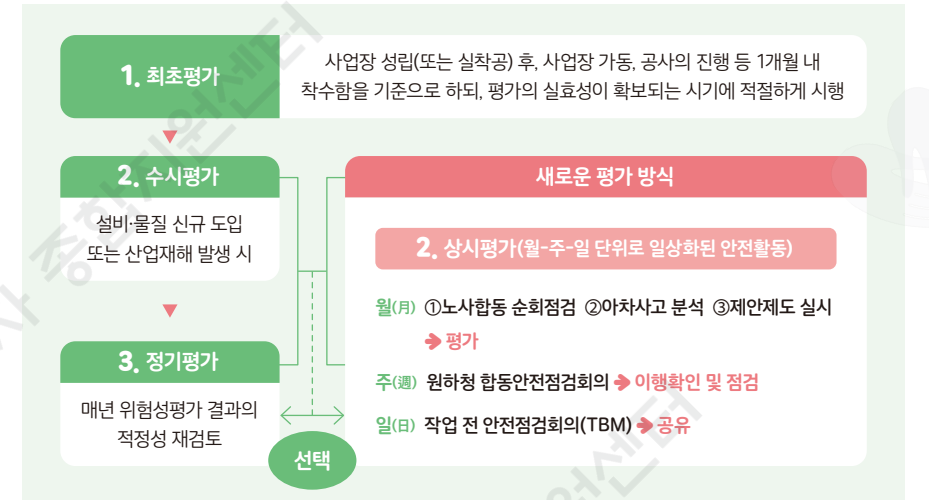 1. 최초평가
사업장 성립(또는 실착공) 후, 사업장 가동, 공사의 진행 등 1개월 내
착수함을 기준으로 하되, 평가의 실효성이 확보되는 시기에 적절하게 시행
2. 수시평가
설비·물질 신규 도입
또는 산업재해 발생 시
3. 정기평가
매년 위험성평가 결과의
적정성 재검토
선택
새로운 평가 방식
2. 상시평가(월-주-일 단위로 일상화된 안전활동)
월(月) ①노사합동 순회점검 ②아차사고 분석 ③제안제도 실시
➔ 평가
주(週) 원하청 합동안전점검회의 ➔ 이행확인 및 점검
일(日) 작업 전 안전점검회의(TBM) ➔ 공유
종합지원센터